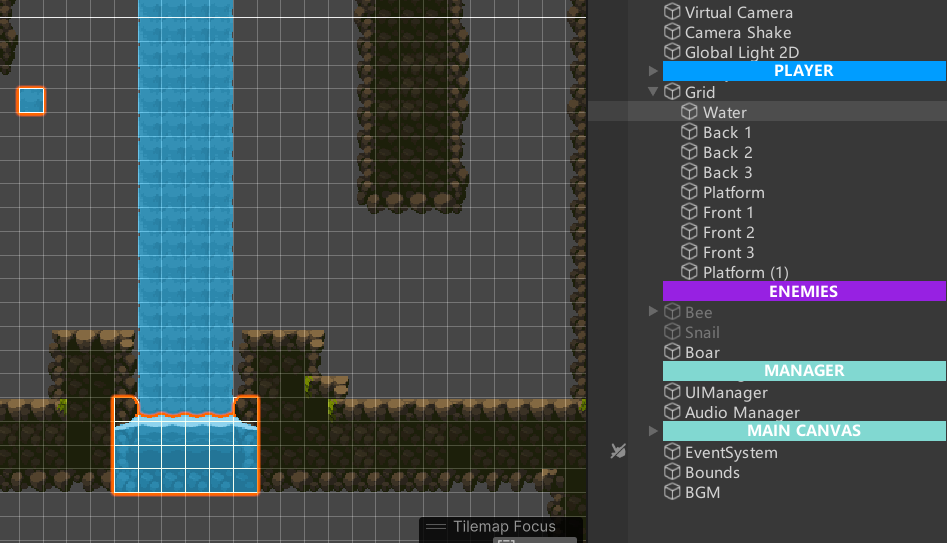 Virtual Camera
Camera Shake
Global Light 2D
PLAYER
Grid
Water
Back 1
Back 2
Back 3
Platform
Front 1
Front 2
Front 3
Platform (1)
ENEMIES
Bee
Snail
Boar
MANAGER
UIManager
Audio Manager
MAIN CANVAS
EventSystem
Bounds
BGM
Tilemap Focus